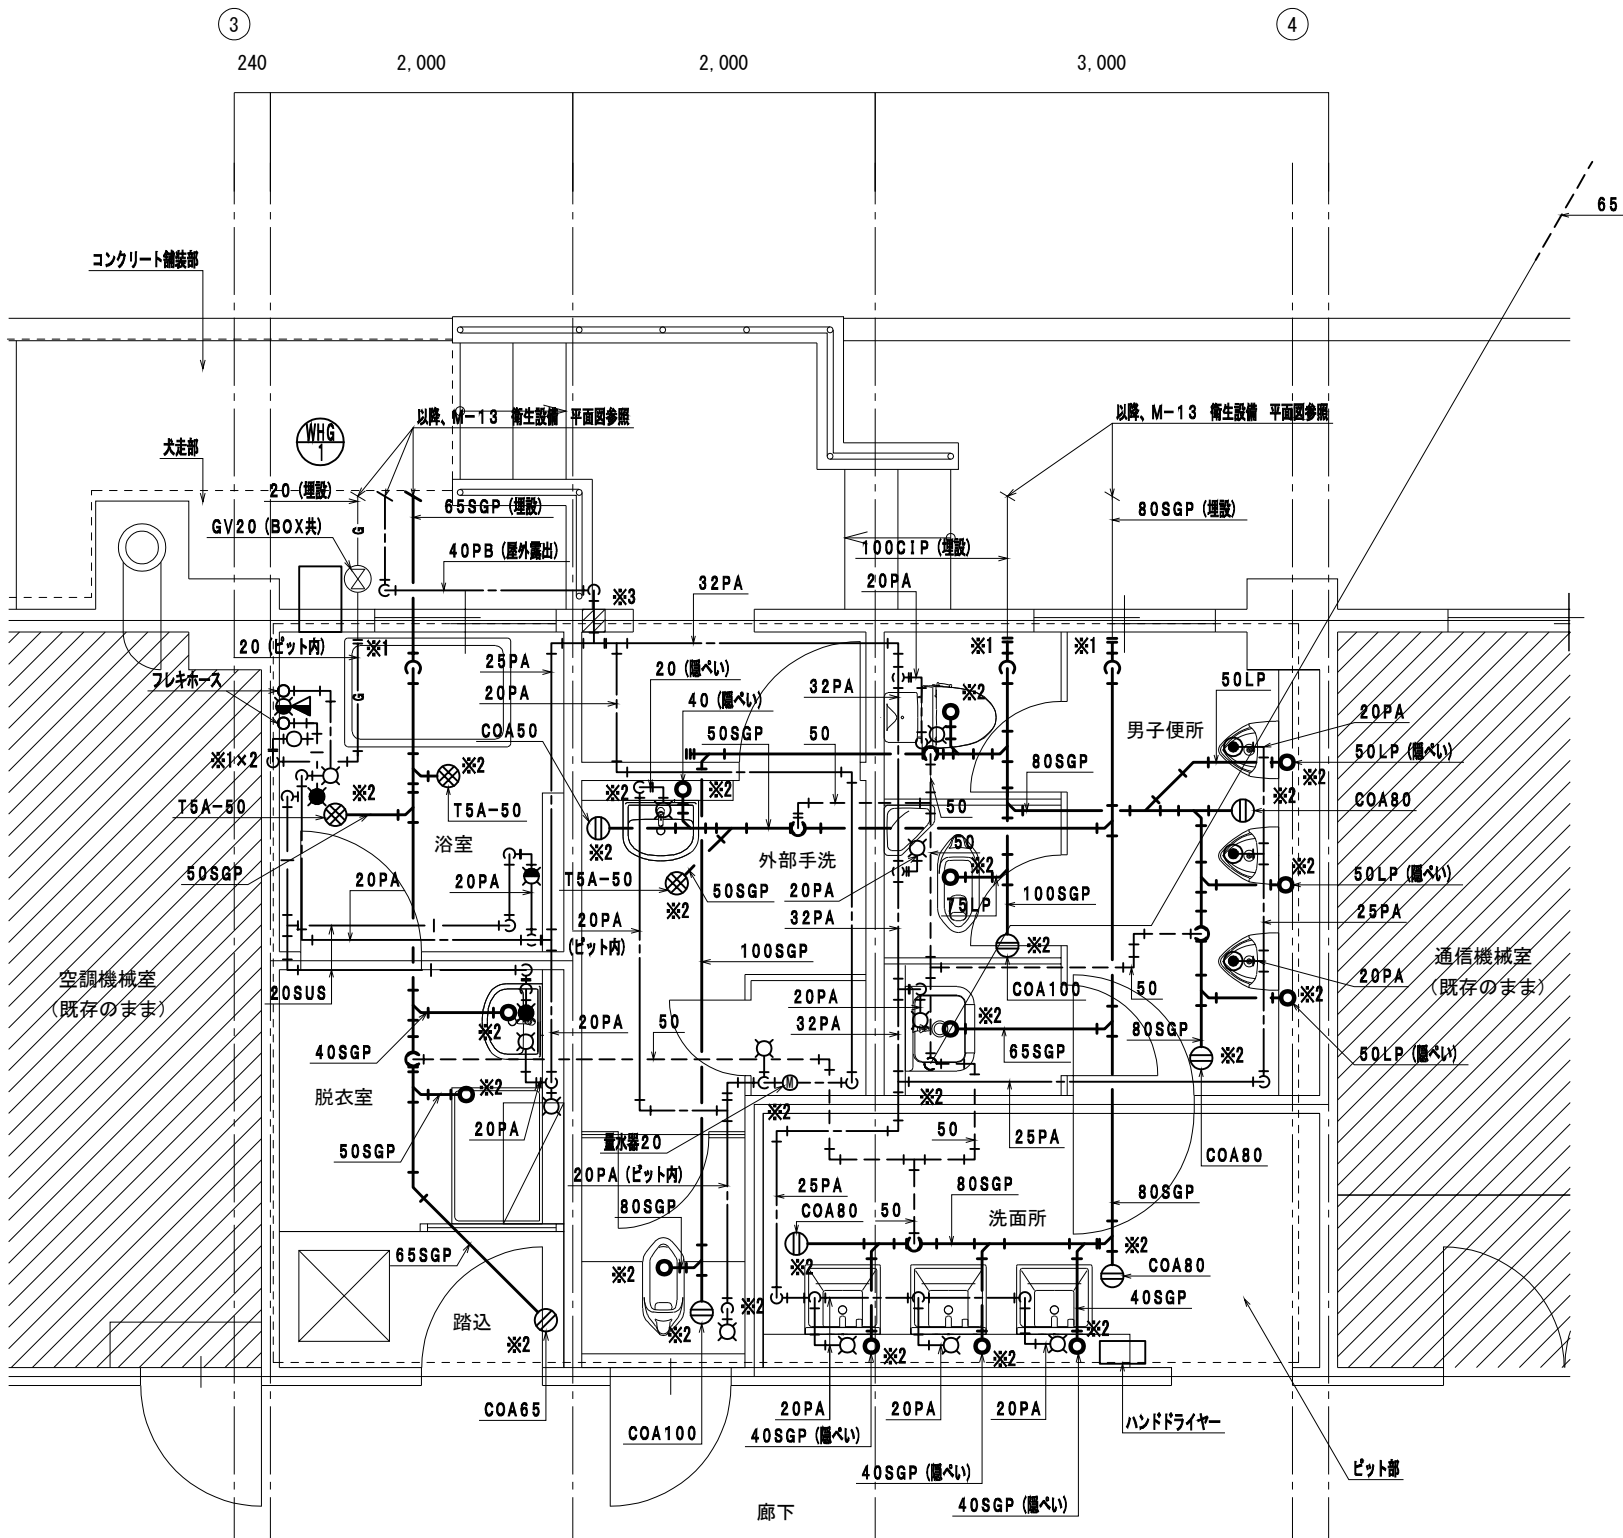 3
4
240
2,000
2,000
3,000
65
コンクリート舗装部
以降、M-13 衛生設備 平面図参照
以降、M-13 衛生設備 平面図参照
WHG
1
犬走部
20(埋設)
65SGP(埋設)
80SGP(埋設)
GV20(BOX共)
G
40PB(屋外露出)
100CIP(埋設)
32PA
20PA
※3
20(ピット内)
※1
※1
※1
25PA
20(隠ぺい)
フレキホース
G
20PA
40(隠ぺい)
32PA
※2
50LP
男子便所
20PA
COA50
50SGP
50
50LP(隠ぺい)
※1×2
※2
※2
※2
80SGP
※2
T5A-50
※2
T5A-50
50
※2
COA80
浴室
※2
外部手洗
50
※2
※2
50LP(隠ぺい)
50SGP
20PA
20PA
T5A-50
※2
50SGP
20PA
75LP
100SGP
25PA
20PA
(ピット内)
32PA
※2
100SGP
空調機械室
(既存のまま)
通信機械室
(既存のまま)
20SUS
20PA
COA100
50
20PA
※2
40SGP
※2
20PA
50
32PA
※2
65SGP
80SGP
※2
50LP(隠ぺい)
脱衣室
※2
M
※2
※2
50SGP
20PA
量水器20
50
25PA
COA80
20PA(ピット内)
25PA
80SGP
80SGP
80SGP
COA80
50
洗面所
65SGP
※2
※2
※2
COA80
踏込
※2
※2
※2
40SGP
※2
※2
※2
COA65
COA100
20PA
20PA
20PA
ハンドドライヤー
40SGP(隠ぺい)
40SGP(隠ぺい)
ピット部
40SGP(隠ぺい)
廊下